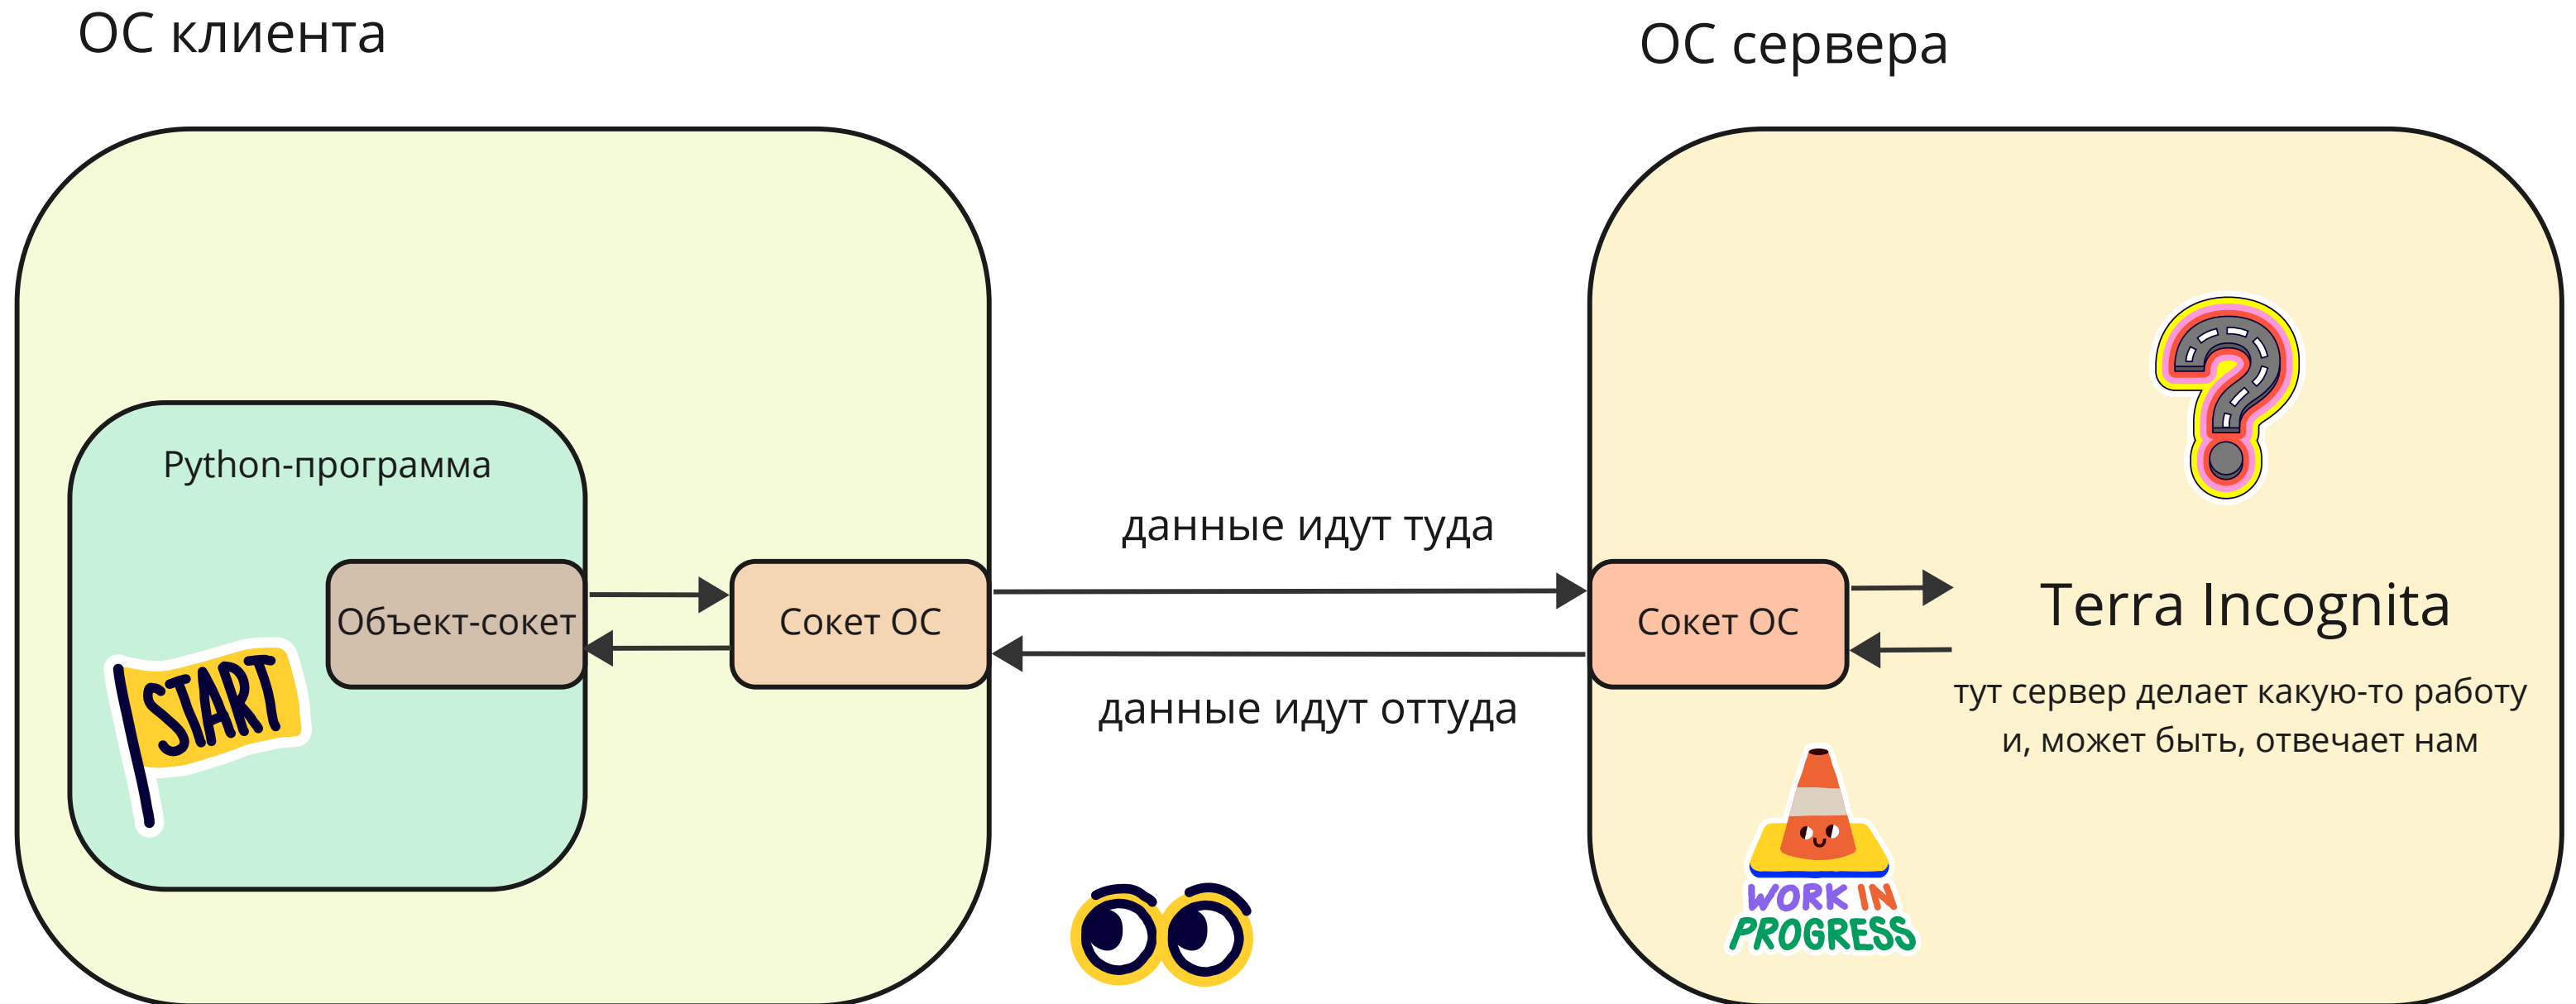 ОС клиента
ОС сервера
Python-программа
Объект-сокет
Сокет ОС
данные идут туда
данные идут оттуда
Сокет ОС
Terra Incognita
тут сервер делает какую-то работу
и, может быть, отвечает нам
START
WORK IN
PROGRESS